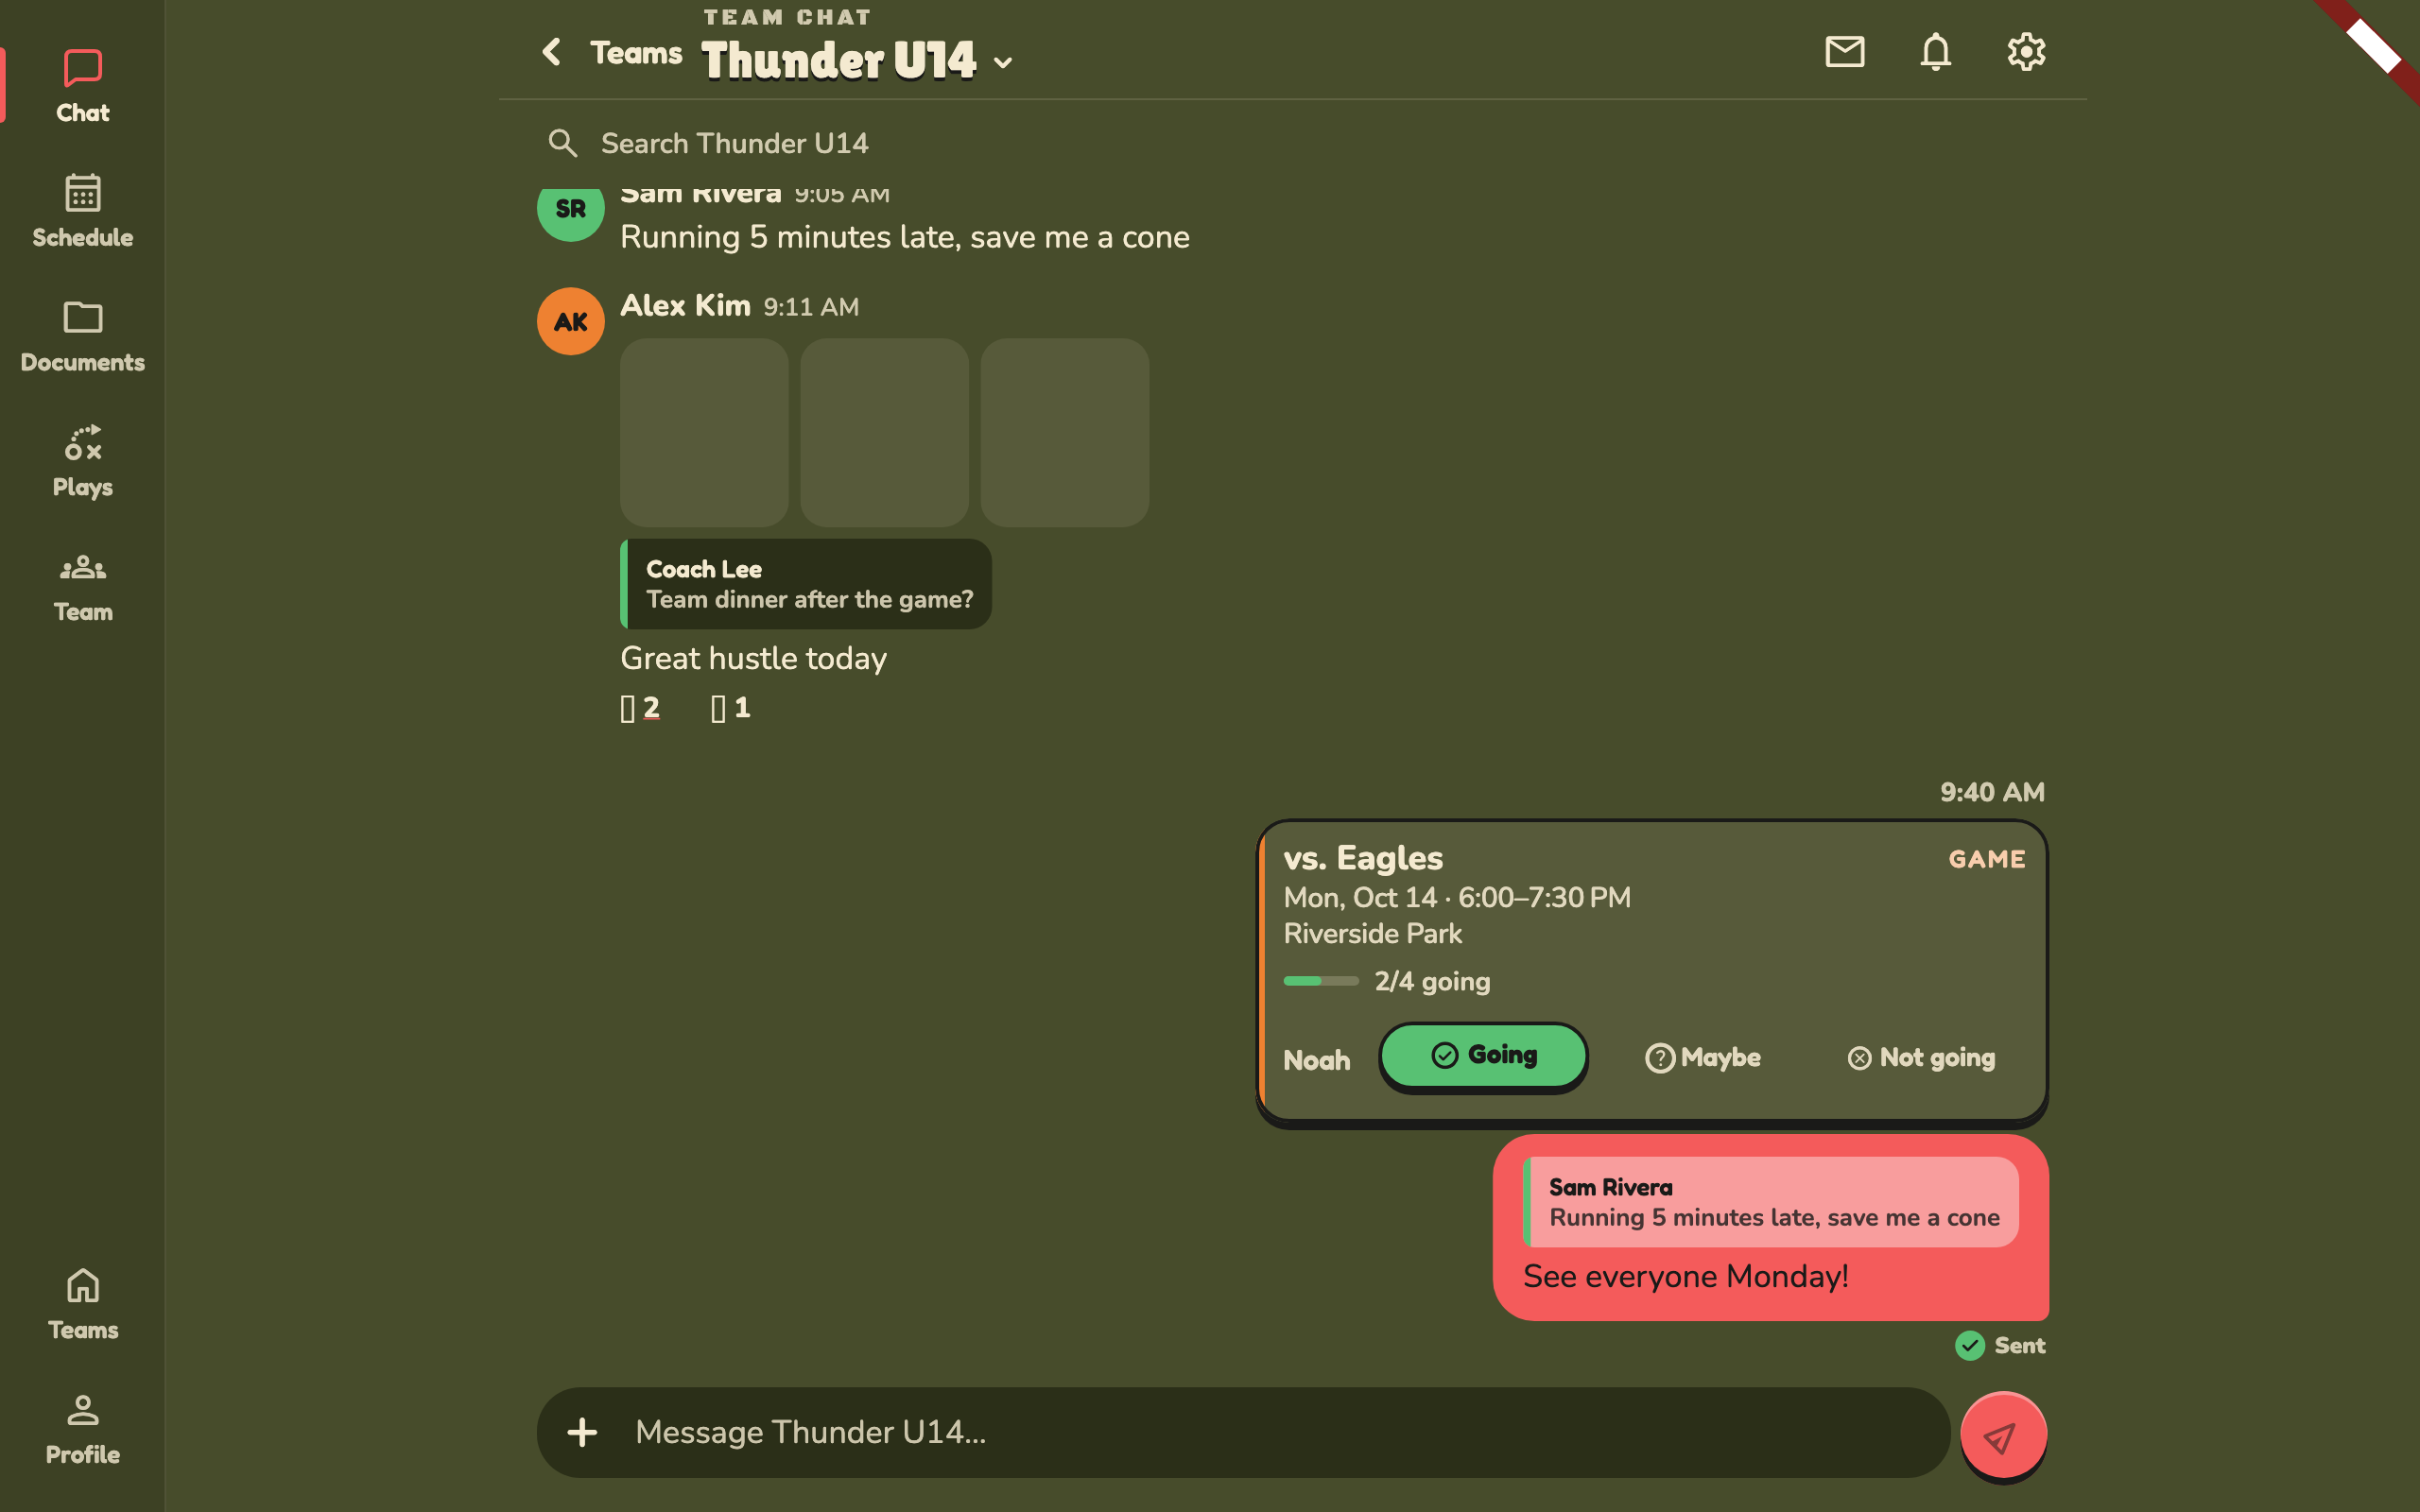 Chat
Schedule
Documents
Plays
Team
Teams
Profile
TEAM CHAT
Teams
Thunder U14
Search Thunder U14
SR
Sam Rivera 9:05 AM
Running 5 minutes late, save me a cone
AK
Alex Kim 9:11 AM
Coach Lee
Team dinner after the game?
Great hustle today
2 1
9:40 AM
vs. Eagles GAME
Mon, Oct 14 · 6:00–7:30 PM
Riverside Park
2/4 going
Noah Going Maybe Not going
Sam Rivera
Running 5 minutes late, save me a cone
See everyone Monday!
Sent
Message Thunder U14...